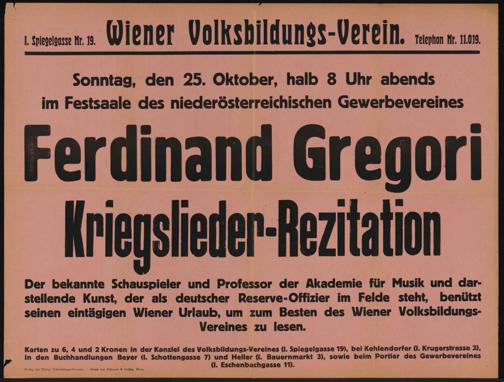 Wiener Volksbildungs-Verein.
I. Spiegelgasse Nr. 19.
Telephon Nr. 11.019.
Sonntag, den 25. Oktober, halb 8 Uhr abends
im Festsaale des niederösterreichischen Gewerbevereines
Ferdinand Gregori
Kriegslieder-Rezitation
Der bekannte Schauspieler und Professor der Akademie für Musik und dar-
stellende Kunst, der als deutscher Reserve-Offizier im Felde steht, benützt
seinen eintägigen Wiener Urlaub, um zum Besten des Wiener Volksbildungs-
Vereines zu lesen.
Karten zu 6, 4 und 2 Kronen in der Kanzlei des Volksbildungs-Vereines (I. Spiegelgasse 19), bei Kehlendorfer (I. Krugerstrasse 3),
in den Buchhandlungen Beyer (I. Schottengasse 7) und Heller (I. Bauernmarkt 3), sowie beim Portier des Gewerbevereines
(I. Eschenbachgasse 11).